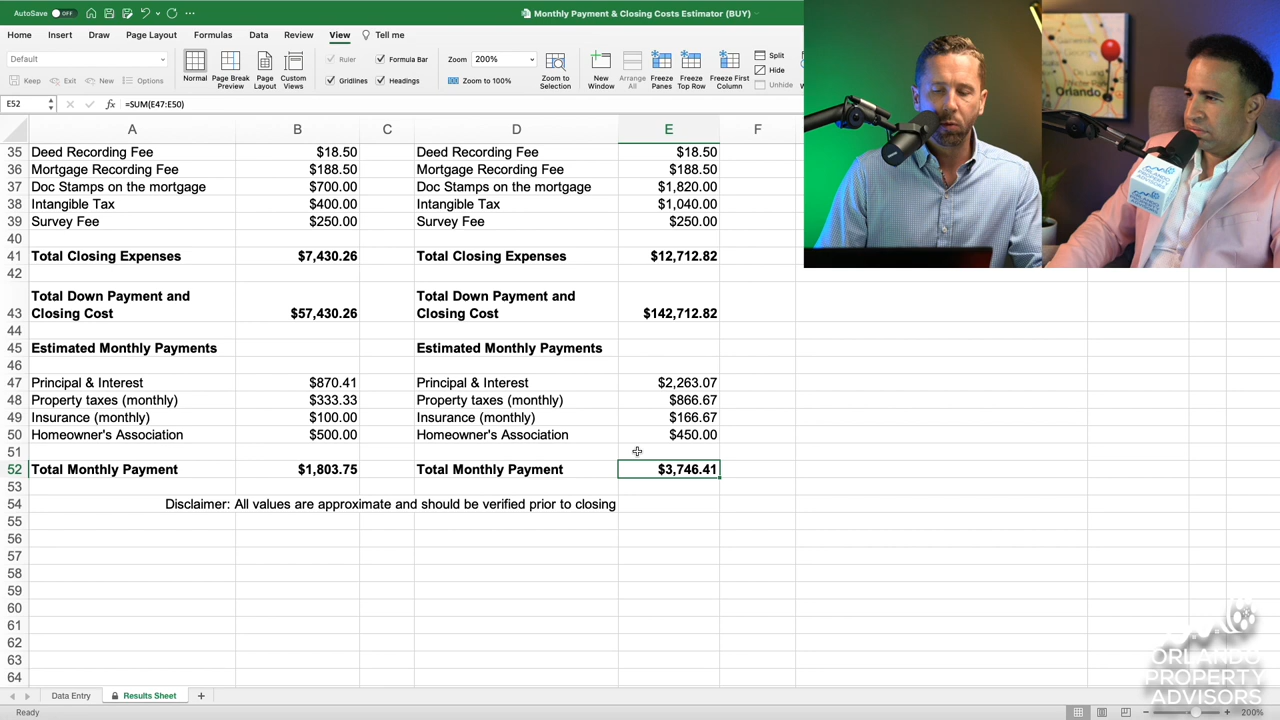 AutoSave OFF
Monthly Payment & Closing Costs Estimator (BUY)
Home Insert Draw Page Layout Formulas Data Review View Tell me
Default
Keep Exit New Options
Normal
Page Break Preview
Page Layout
Custom Views
Ruler Formula Bar
Gridlines Headings
Zoom 200%
Zoom to 100%
Zoom to Selection
New Window
Arrange All
Freeze Panes
Freeze Top Row
Freeze First Column
Split
Hide
Unhide
E52 fx =SUM(E47:E50)
A B C D E F
35 Deed Recording Fee $18.50 Deed Recording Fee $18.50
36 Mortgage Recording Fee $188.50 Mortgage Recording Fee $188.50
37 Doc Stamps on the mortgage $700.00 Doc Stamps on the mortgage $1,820.00
38 Intangible Tax $400.00 Intangible Tax $1,040.00
39 Survey Fee $250.00 Survey Fee $250.00
40
41 Total Closing Expenses $7,430.26 Total Closing Expenses $12,712.82
42
Total Down Payment and Total Down Payment and
43 Closing Cost $57,430.26 Closing Cost $142,712.82
44
45 Estimated Monthly Payments Estimated Monthly Payments
46
47 Principal & Interest $870.41 Principal & Interest $2,263.07
48 Property taxes (monthly) $333.33 Property taxes (monthly) $866.67
49 Insurance (monthly) $100.00 Insurance (monthly) $166.67
50 Homeowner's Association $500.00 Homeowner's Association $450.00
51
52 Total Monthly Payment $1,803.75 Total Monthly Payment $3,746.41
53
54 Disclaimer: All values are approximate and should be verified prior to closing
55
56
57
58
59
60
61
62
63
64
Data Entry Results Sheet
Ready
200%
Orlando
ORLANDO
PROPERTY
ADVISORS
ORLANDO
PROPERTY
ADVISORS